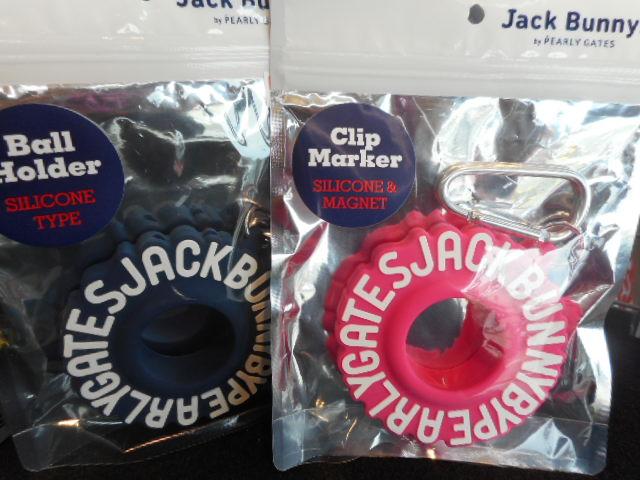 Jack Bunny
by PEARLY G
Ball
Holder
SILICONE
TYPE
JACKBUNNYBYPEARLYGATES
Jack Bunny
by PEARLY GATES
Clip
Marker
SILICONE &
MAGNET
JACKBUNNYBYPEARLYGATES